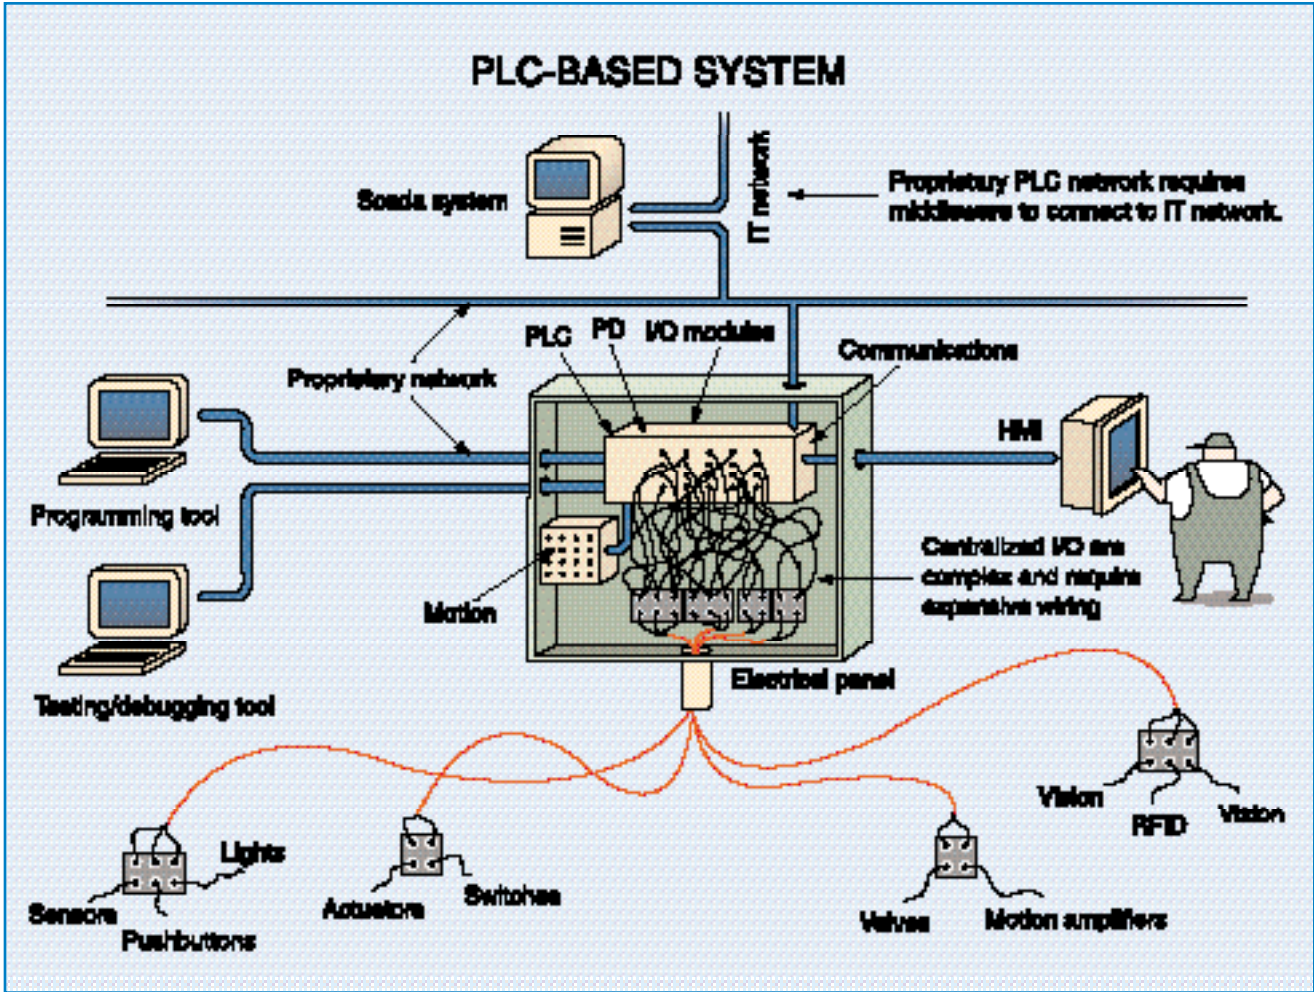 PLC-BASED SYSTEM
Scada system
IT network
Proprietary PLC network requires
middleware to connect to IT network.
PLC
PD
I/O modules
Communications
Proprietary network
HMI
Programming tool
Centralized I/O are
complex and require
expensive wiring
Motion
Electrical panel
Testing/debugging tool
Vision
RFID
Vision
Lights
Sensors
Pushbuttons
Actuators
Switches
Valves
Motion amplifiers